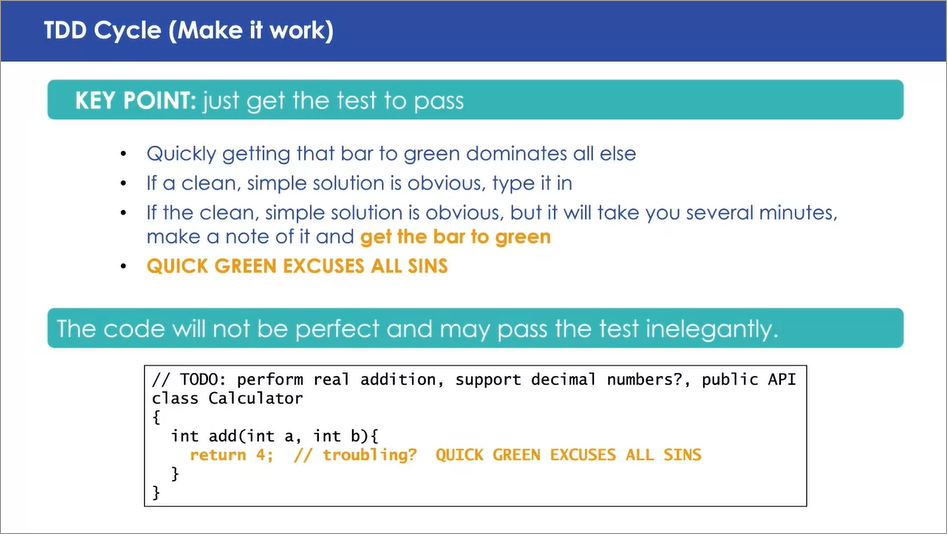 TDD Cycle (Make it work)
KEY POINT: just get the test to pass
• Quickly getting that bar to green dominates all else
• If a clean, simple solution is obvious, type it in
• If the clean, simple solution is obvious, but it will take you several minutes,
make a note of it and get the bar to green
• QUICK GREEN EXCUSES ALL SINS
The code will not be perfect and may pass the test inelegantly.
// TODO: perform real addition, support decimal numbers?, public API
class Calculator
{
  int add(int a, int b){
    return 4;  // troubling?  QUICK GREEN EXCUSES ALL SINS
  }
}